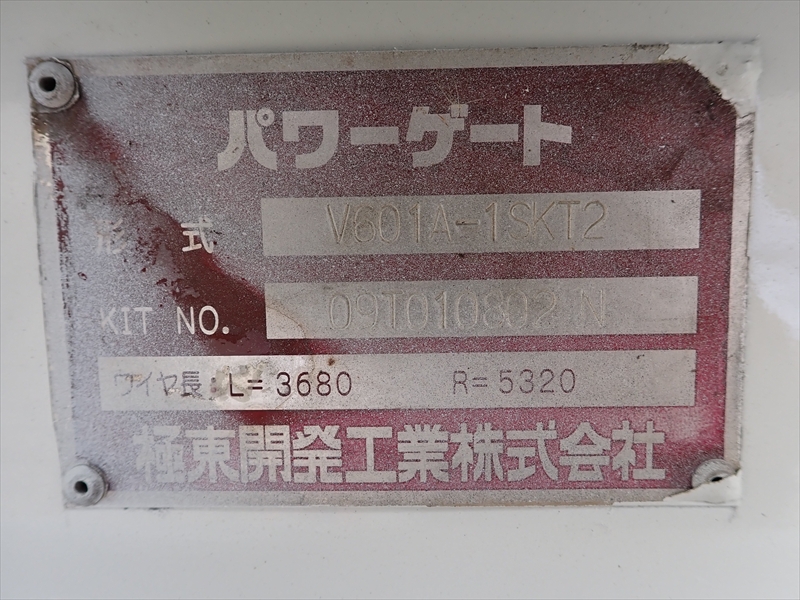 パワーゲート
形 式 V601A-1SKT2
KIT NO. 09T010802 N
ワイヤ長: L=3680 R=5320
極東開発工業株式会社